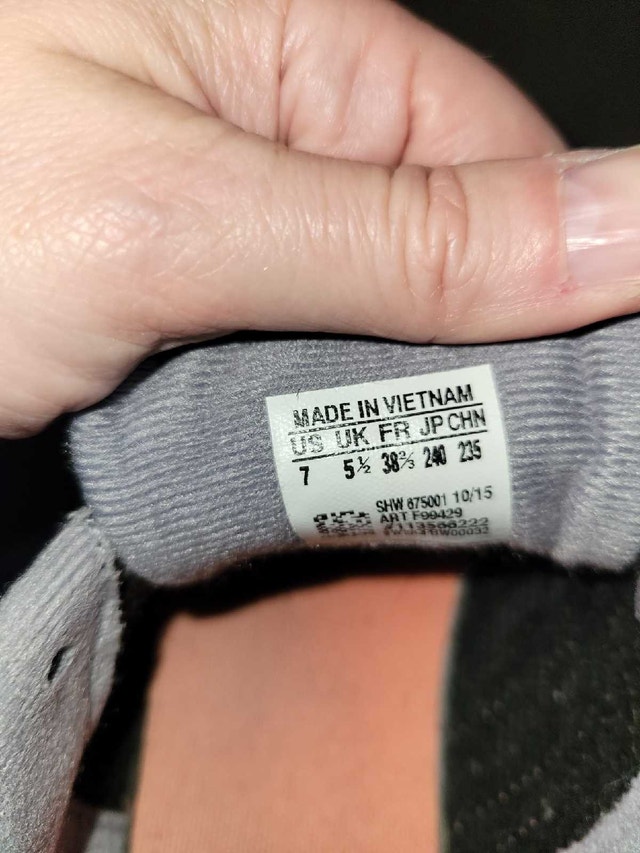 MADE IN VIETNAM
US UK FR JP CHN
7 5½ 38⅔ 240 235
SHW 675001 10/15
ART F99429